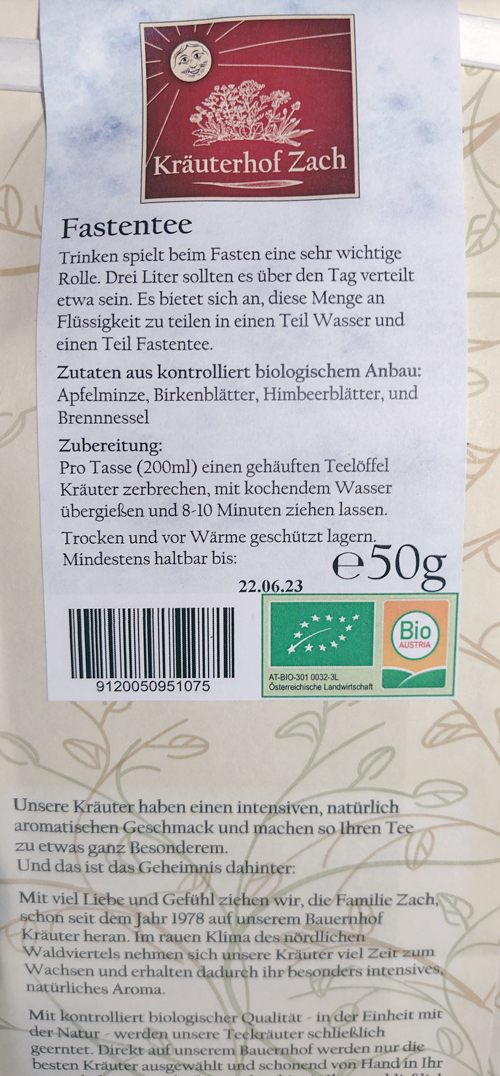 Kräuterhof Zach
Fastentee
Trinken spielt beim Fasten eine sehr wichtige
Rolle. Drei Liter sollten es über den Tag verteilt
etwa sein. Es bietet sich an, diese Menge an
Flüssigkeit zu teilen in einen Teil Wasser und
einen Teil Fastentee.
Zutaten aus kontrolliert biologischem Anbau:
Apfelminze, Birkenblätter, Himbeerblätter, und
Brennnessel
Zubereitung:
Pro Tasse (200ml) einen gehäuften Teelöffel
Kräuter zerbrechen, mit kochendem Wasser
übergießen und 8-10 Minuten ziehen lassen.
Trocken und vor Wärme geschützt lagern.
Mindestens haltbar bis:
22.06.23
℮50g
9120050951075
AT-BIO-301 0032-3L
Österreichische Landwirtschaft
Bio
AUSTRIA
Unsere Kräuter haben einen intensiven, natürlich
aromatischen Geschmack und machen so Ihren Tee
zu etwas ganz Besonderem.
Und das ist das Geheimnis dahinter:
Mit viel Liebe und Gefühl ziehen wir, die Familie Zach,
schon seit dem Jahr 1978 auf unserem Bauernhof
Kräuter heran. Im rauen Klima des nördlichen
Waldviertels nehmen sich unsere Kräuter viel Zeit zum
Wachsen und erhalten dadurch ihr besonders intensives,
natürliches Aroma.
Mit kontrolliert biologischer Qualität - in der Einheit mit
der Natur - werden unsere Teekräuter schließlich
geerntet. Direkt auf unserem Bauernhof werden nur die
besten Kräuter ausgewählt und schonend von Hand in Ihr